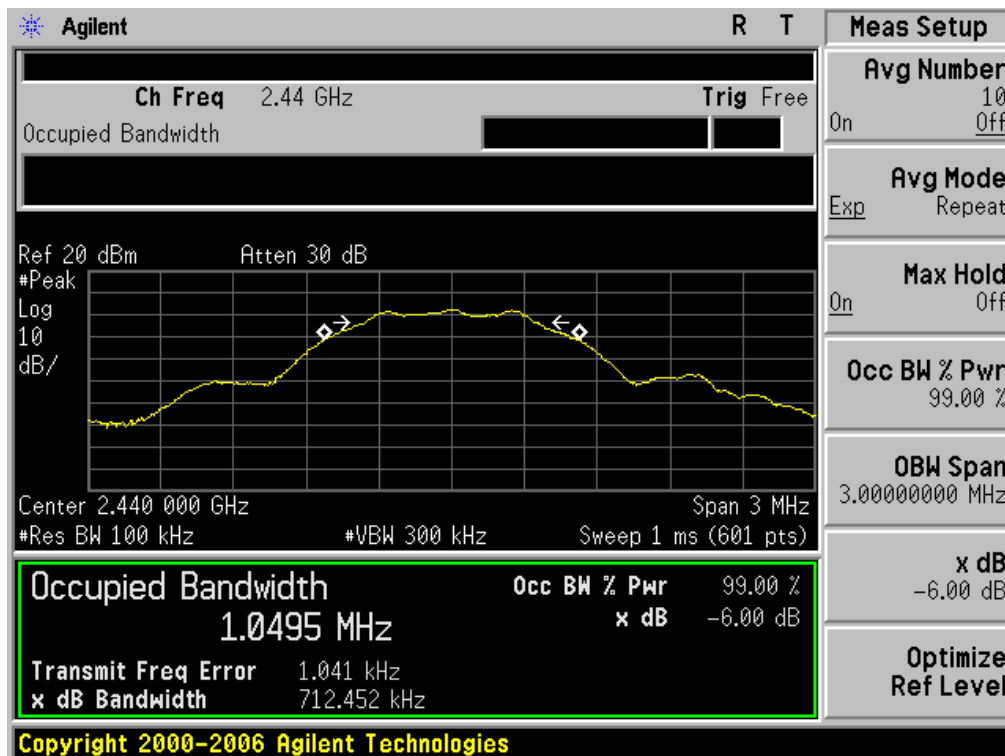 Agilent R T
Ch Freq 2.44 GHz Trig Free
Occupied Bandwidth
Ref 20 dBm Atten 30 dB
#Peak
Log
10
dB/
Center 2.440 000 GHz Span 3 MHz
#Res BW 100 kHz #VBW 300 kHz Sweep 1 ms (601 pts)
Occupied Bandwidth
1.0495 MHz
Occ BW % Pwr 99.00 %
x dB -6.00 dB
Transmit Freq Error 1.041 kHz
x dB Bandwidth 712.452 kHz
Copyright 2000-2006 Agilent Technologies
Meas Setup
Avg Number
10
On Off
Avg Mode
Exp Repeat
Max Hold
On Off
Occ BW % Pwr
99.00 %
OBW Span
3.00000000 MHz
x dB
-6.00 dB
Optimize
Ref Level